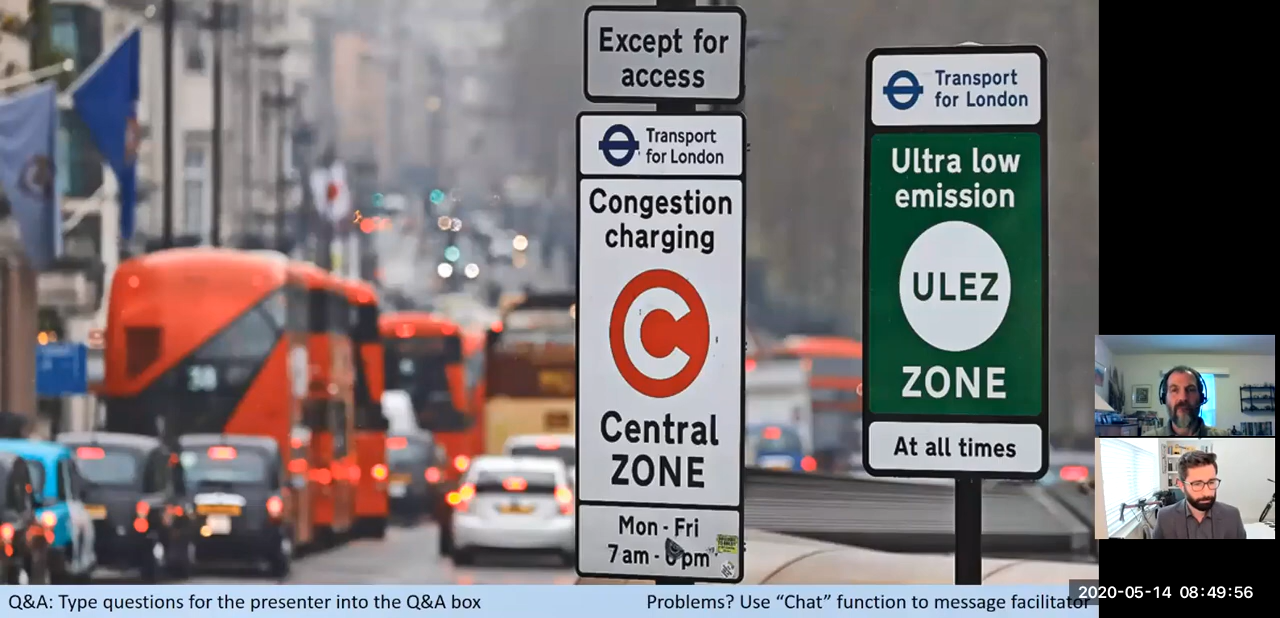 Except for
access
Transport
for London
Congestion
charging
C
Central
ZONE
Mon - Fri
7am - 6pm
Transport
for London
Ultra low
emission
ULEZ
ZONE
At all times
Q&A: Type questions for the presenter into the Q&A box
Problems? Use “Chat” function to message facilitator
2020-05-14 08:49:56